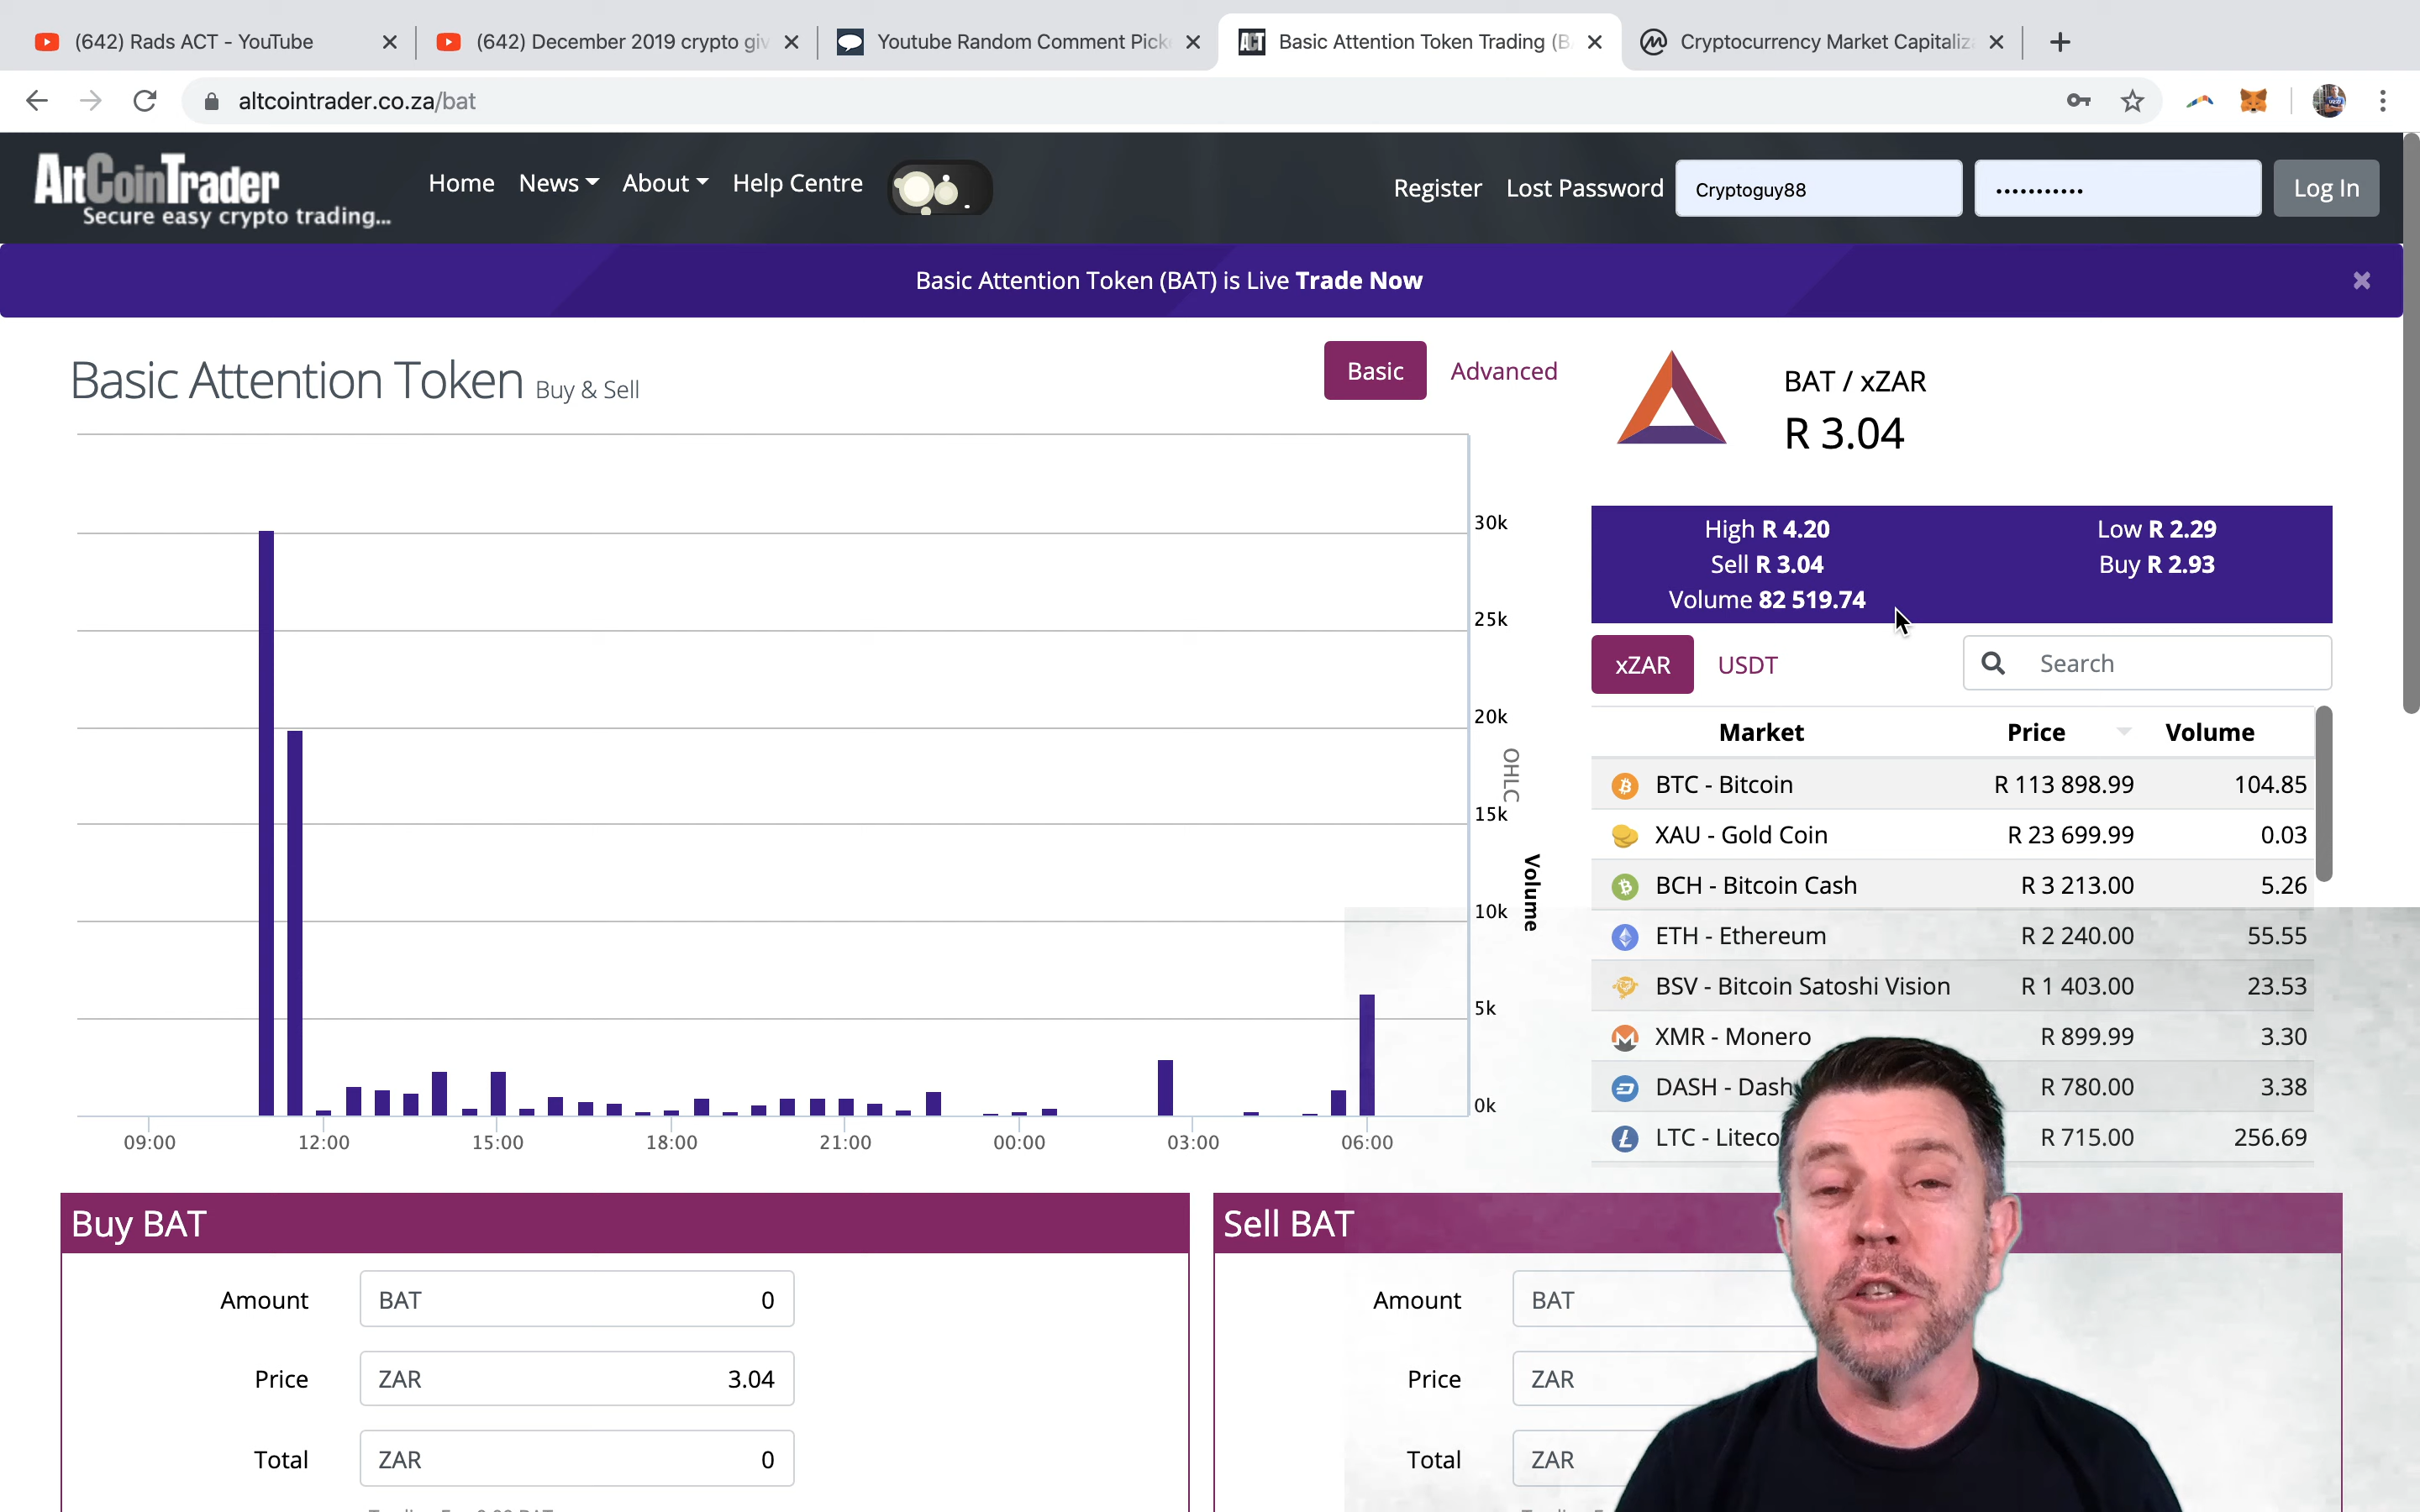 (642) Rads ACT - YouTube
(642) December 2019 crypto giv
Youtube Random Comment Pick
Basic Attention Token Trading (B
Cryptocurrency Market Capitaliz
altcointrader.co.za/bat
AltCoinTrader
Secure easy crypto trading...
Home News About Help Centre
Register Lost Password Cryptoguy88 Log In
Basic Attention Token (BAT) is Live Trade Now
Basic Attention Token Buy & Sell
Basic Advanced
BAT / xZAR
R 3.04
High R 4.20 Low R 2.29
Sell R 3.04 Buy R 2.93
Volume 82 519.74
xZAR USDT Search
Market Price Volume
BTC - Bitcoin R 113 898.99 104.85
XAU - Gold Coin R 23 699.99 0.03
BCH - Bitcoin Cash R 3 213.00 5.26
ETH - Ethereum R 2 240.00 55.55
BSV - Bitcoin Satoshi Vision R 1 403.00 23.53
XMR - Monero R 899.99 3.30
DASH - Dash R 780.00 3.38
LTC - Liteco R 715.00 256.69
30k
25k
20k
15k
10k
5k
0k
OHLC
Volume
09:00 12:00 15:00 18:00 21:00 00:00 03:00 06:00
Buy BAT
Amount BAT 0
Price ZAR 3.04
Total ZAR 0
Sell BAT
Amount BAT
Price ZAR
Total ZAR